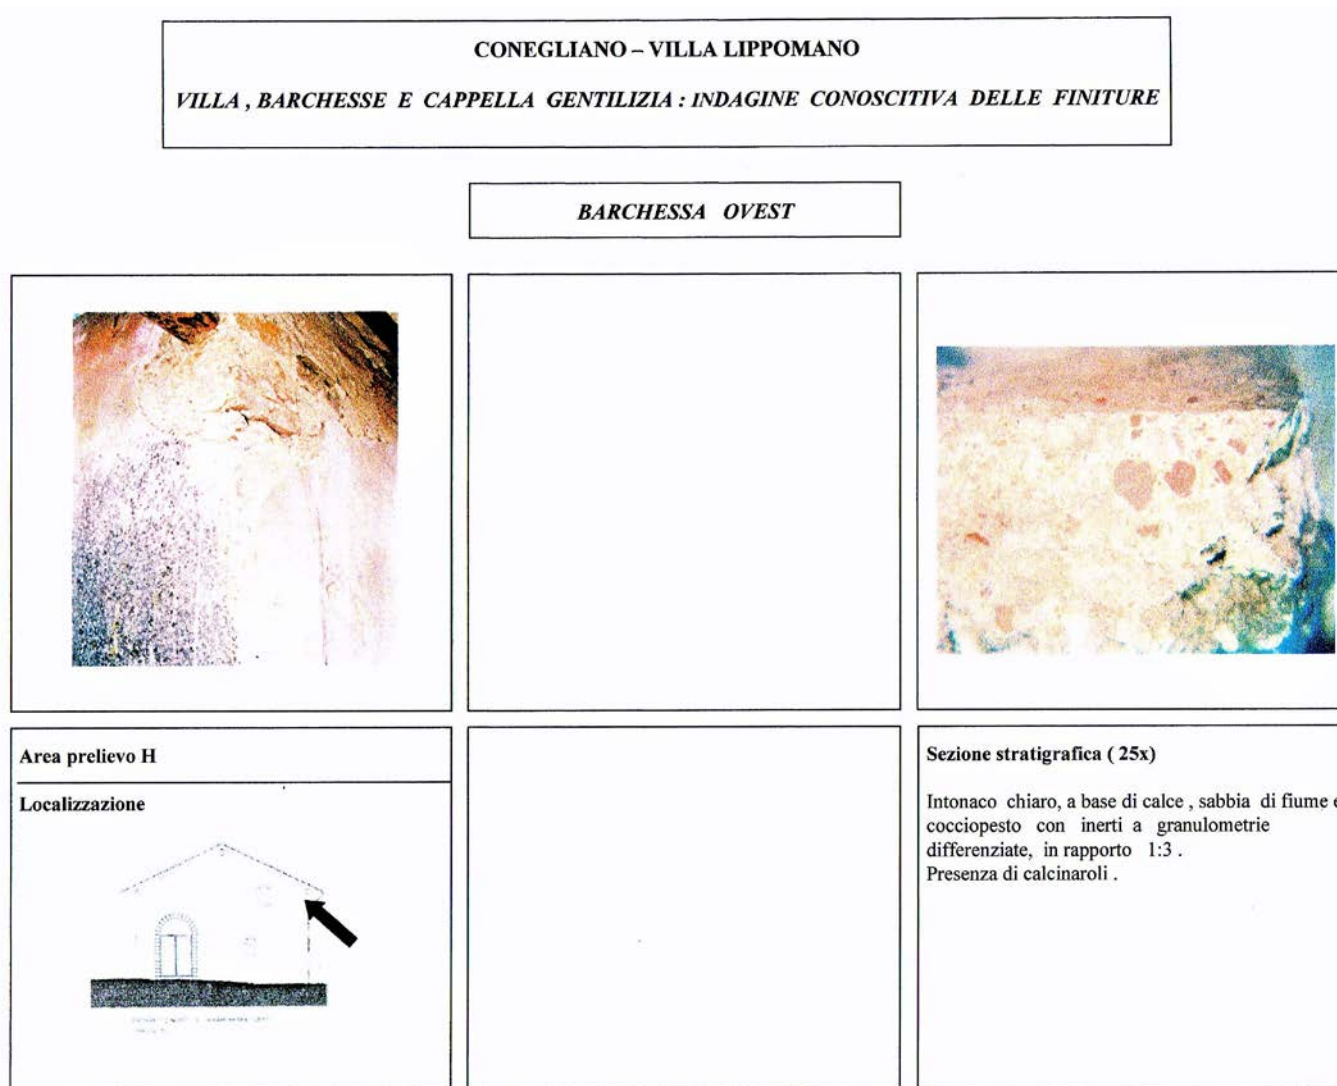 CONEGLIANO – VILLA LIPPOMANO
VILLA , BARCHESSE E CAPPELLA GENTILIZIA : INDAGINE CONOSCITIVA DELLE FINITURE
BARCHESSA OVEST
Area prelievo H
Localizzazione
Sezione stratigrafica ( 25x)
Intonaco chiaro, a base di calce , sabbia di fiume e
cocciopesto con inerti a granulometrie
differenziate, in rapporto 1:3 .
Presenza di calcinaroli .